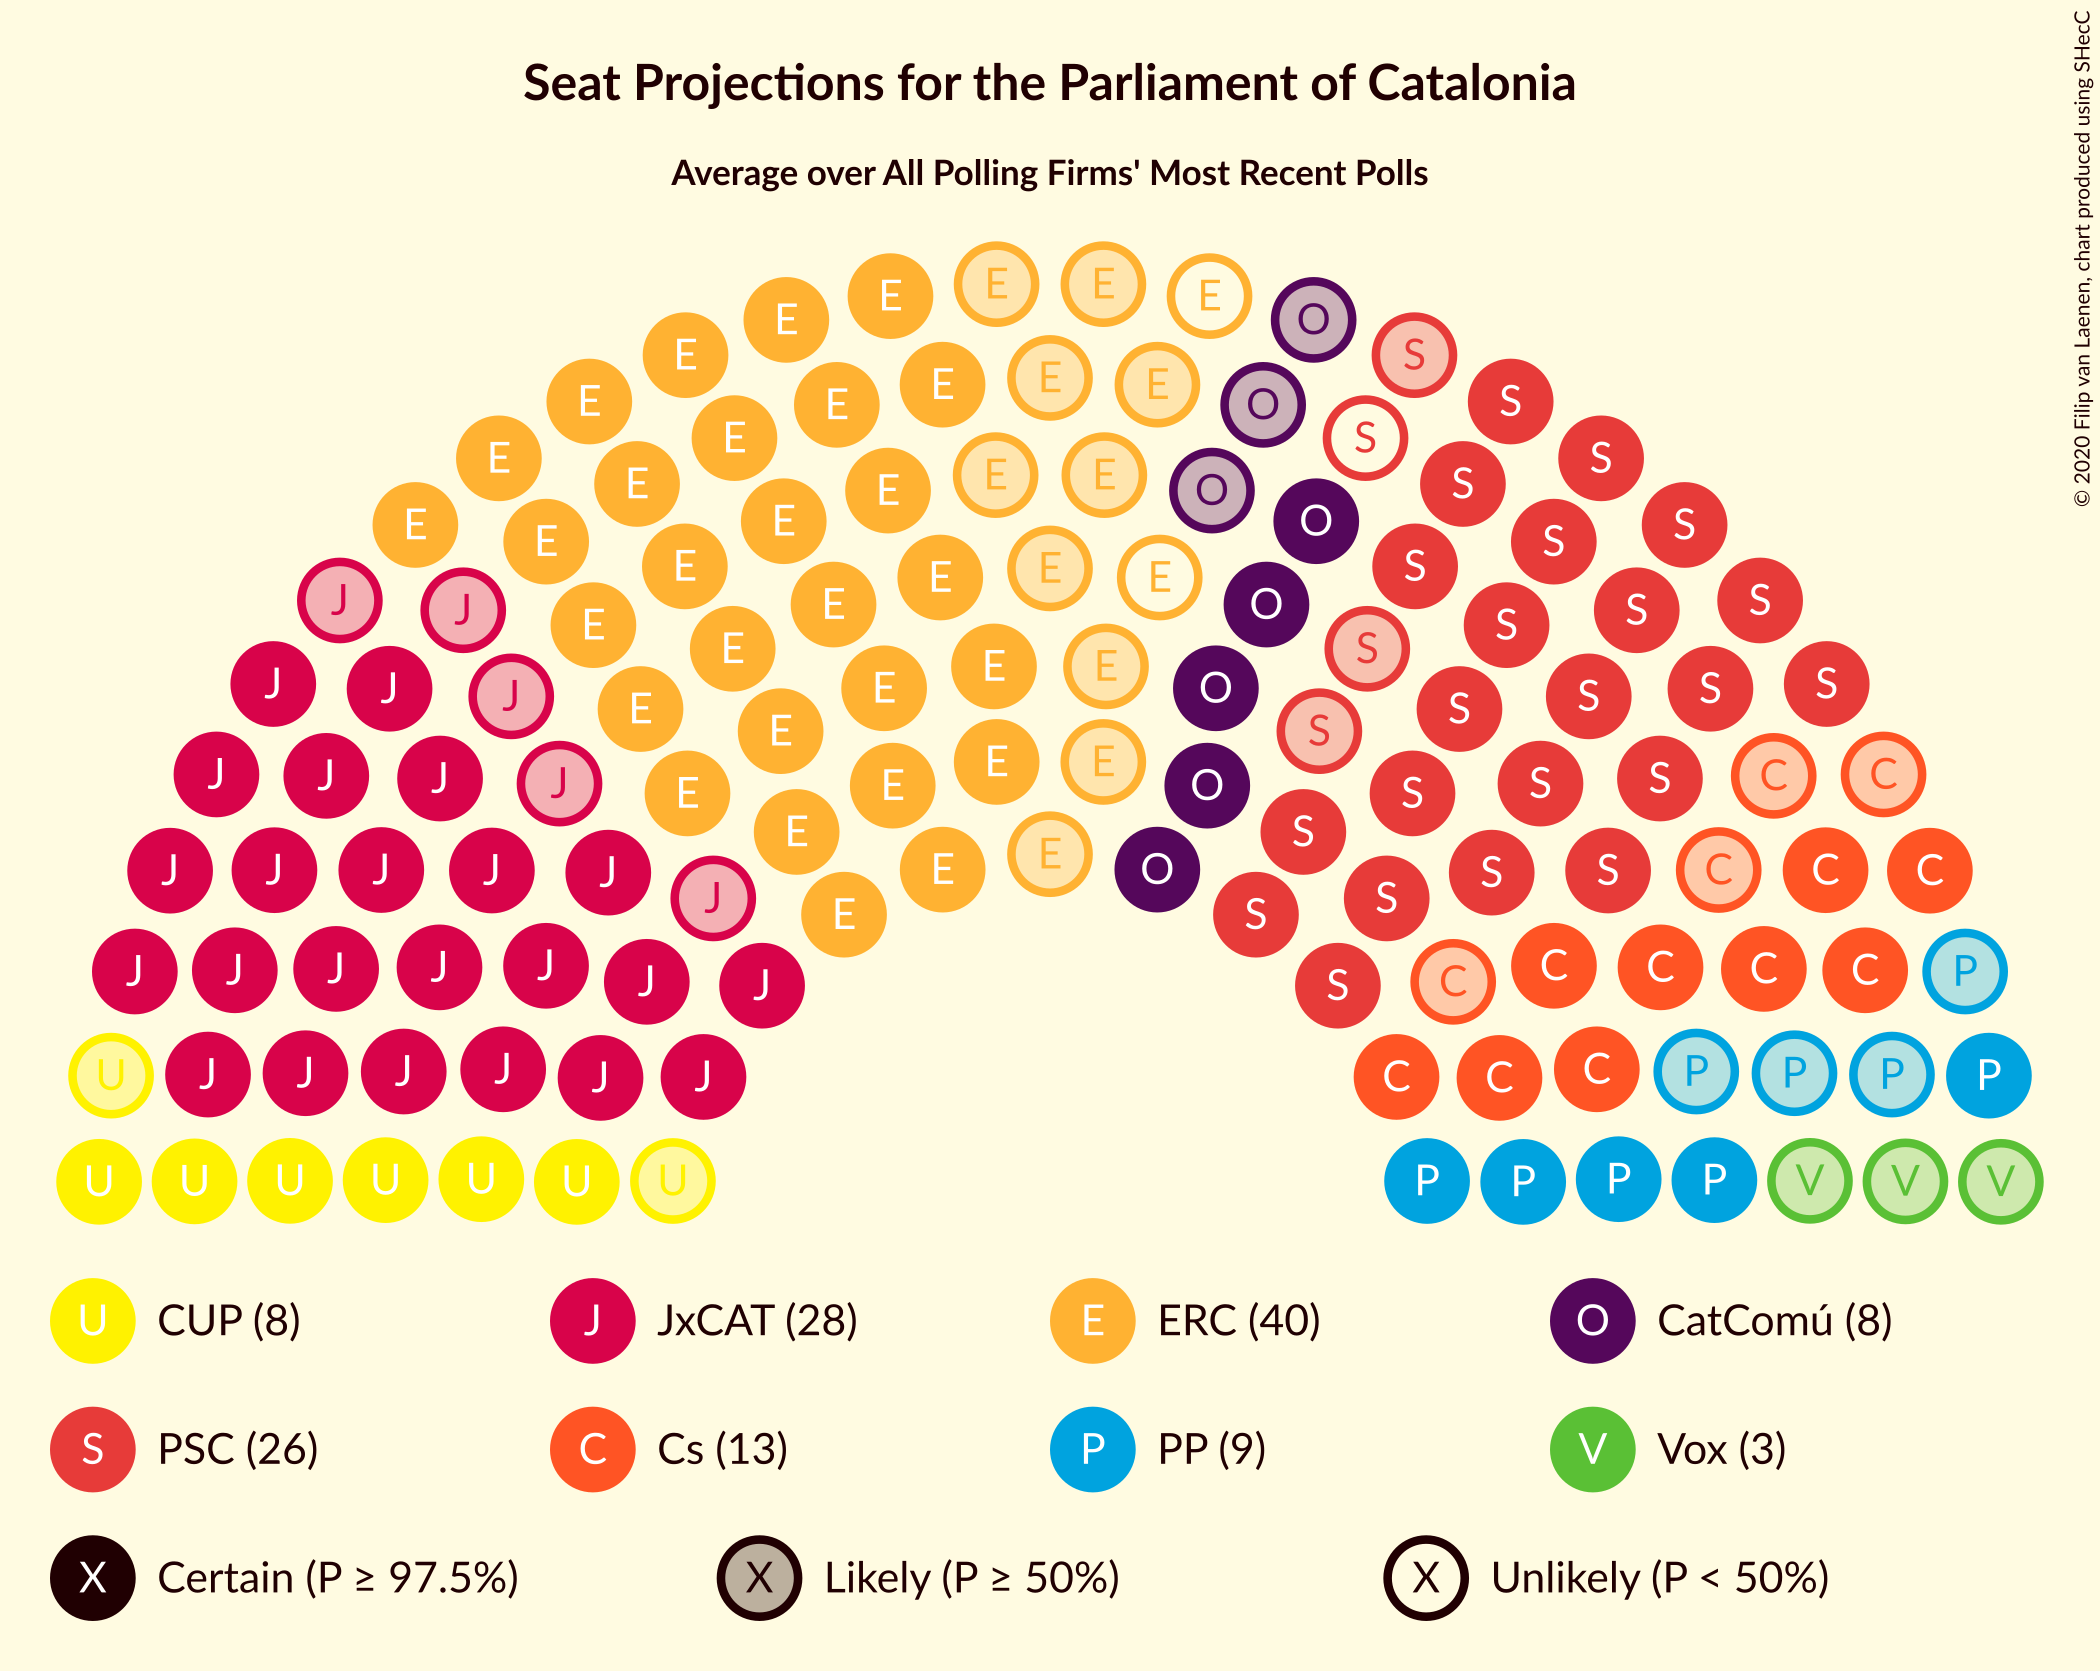 Seat Projections for the Parliament of Catalonia
Average over All Polling Firms' Most Recent Polls
© 2020 Filip van Laenen, chart produced using SHecC
E E E E O
E E S
E E E E S
E E E O S
E E S S
E E E E O S
E E E O S
E E S S
E E E E S
J J E E O S S S
E E E S
J J J E E E O S S S
E E S
J J J J E E E O S S S C C
E S
J J J J J E O S S C C C
J E S S
J J J J J J J S C C C C C P
U J J J J J J C C C P P P P
U U U U U U U P P P P V V V
U CUP (8) J JxCAT (28) E ERC (40) O CatComú (8)
S PSC (26) C Cs (13) P PP (9) V Vox (3)
X Certain (P ≥ 97.5%) X Likely (P ≥ 50%) X Unlikely (P < 50%)